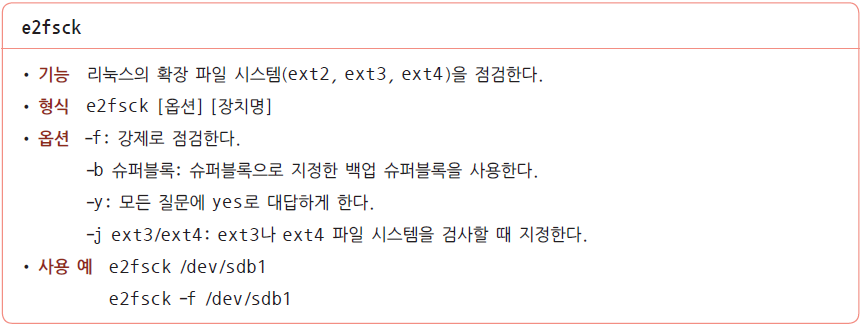 e2fsck
• 기능 리눅스의 확장 파일 시스템(ext2, ext3, ext4)을 점검한다.
• 형식 e2fsck [옵션] [장치명]
• 옵션 -f: 강제로 점검한다.
-b 슈퍼블록: 슈퍼블록으로 지정한 백업 슈퍼블록을 사용한다.
-y: 모든 질문에 yes로 대답하게 한다.
-j ext3/ext4: ext3나 ext4 파일 시스템을 검사할 때 지정한다.
• 사용 예 e2fsck /dev/sdb1
e2fsck -f /dev/sdb1